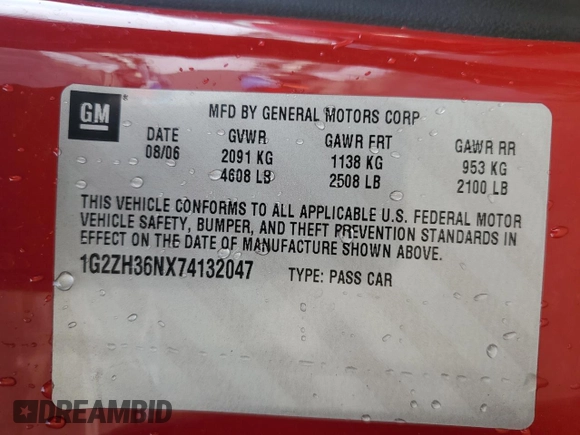 GM ®
MFD BY GENERAL MOTORS CORP
DATE GVWR GAWR FRT GAWR RR
08/06 2091 KG 1138 KG 953 KG
4608 LB 2508 LB 2100 LB
THIS VEHICLE CONFORMS TO ALL APPLICABLE U.S. FEDERAL MOTOR
VEHICLE SAFETY, BUMPER, AND THEFT PREVENTION STANDARDS IN
EFFECT ON THE DATE OF MANUFACTURE SHOWN ABOVE.
1G2ZH36NX74132047 TYPE: PASS CAR
DREAMBID